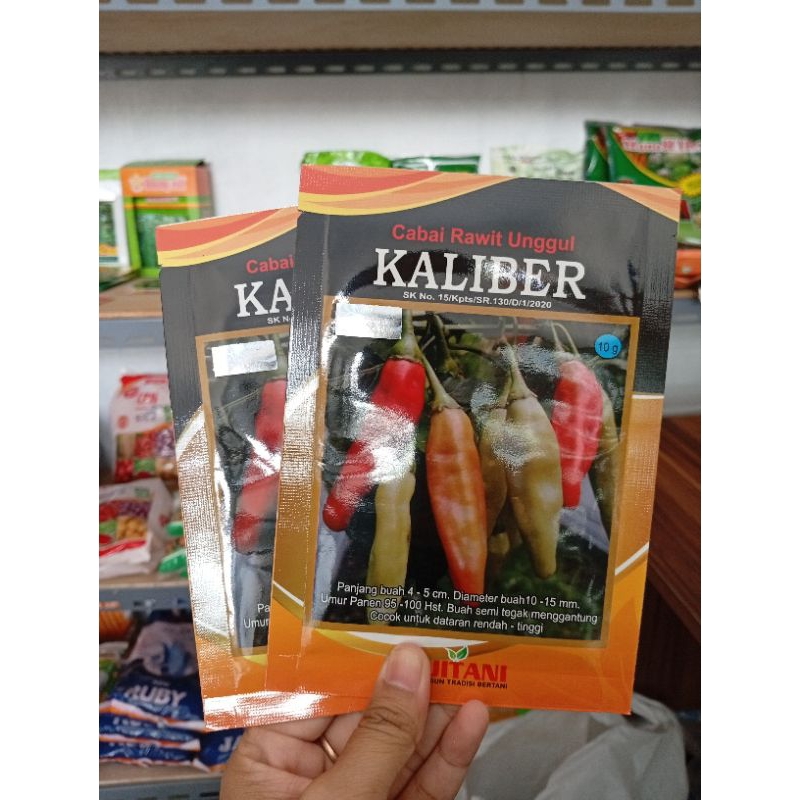 Cabai Rawit Unggul
KALIBER
SK No. 15/Kpts/SR.130/D/1/2020
10 g
Panjang buah 4 - 5 cm, Diameter buah10 -15 mm.
Umur Panen 95 -100 Hst. Buah semi tegak menggantung
Cocok untuk dataran rendah - tinggi
TRADISI BERTANI
Cabai
KA
SK N
Pa
Umur
RUBY